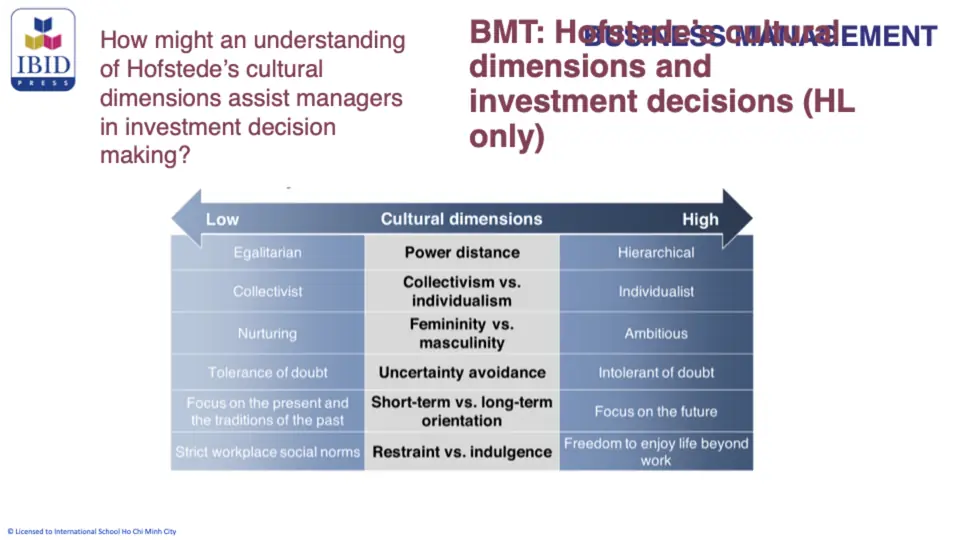 IBID
PRESS
How might an understanding
of Hofstede's cultural
dimensions assist managers
in investment decision
making?
BUSINESS MANAGEMENT
BMT: Hofstede's cultural
dimensions and
investment decisions (HL
only)
Low Cultural dimensions High
Egalitarian Power distance Hierarchical
Collectivist Collectivism vs. individualism Individualist
Nurturing Femininity vs. masculinity Ambitious
Tolerance of doubt Uncertainty avoidance Intolerant of doubt
Focus on the present and the traditions of the past Short-term vs. long-term orientation Focus on the future
Strict workplace social norms Restraint vs. indulgence Freedom to enjoy life beyond work
© Licensed to International School Ho Chi Minh City